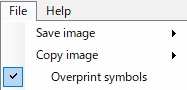 File Help
Save image
Copy image
Overprint symbols